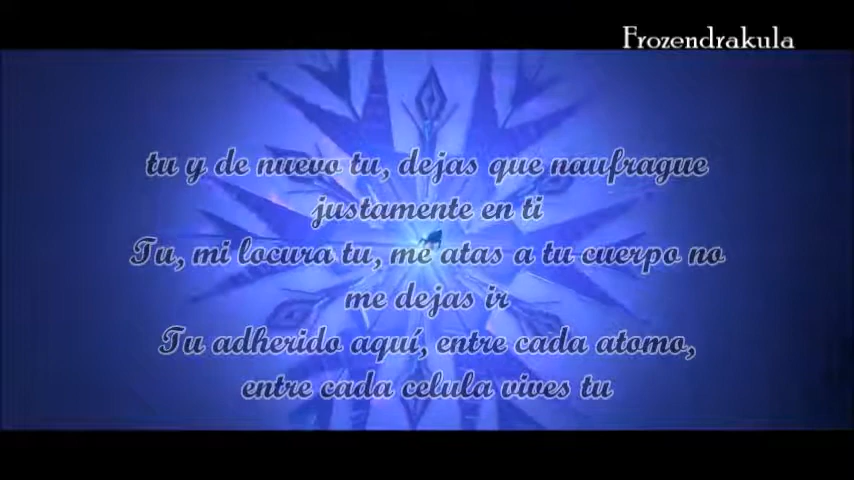 Frozendrakula
tu y de nuevo tu, dejas que naufrague
justamente en ti
Tu, mi locura tu, me atas a tu cuerpo no
me dejas ir
Tu adherido aquí, entre cada atomo,
entre cada celula vives tu